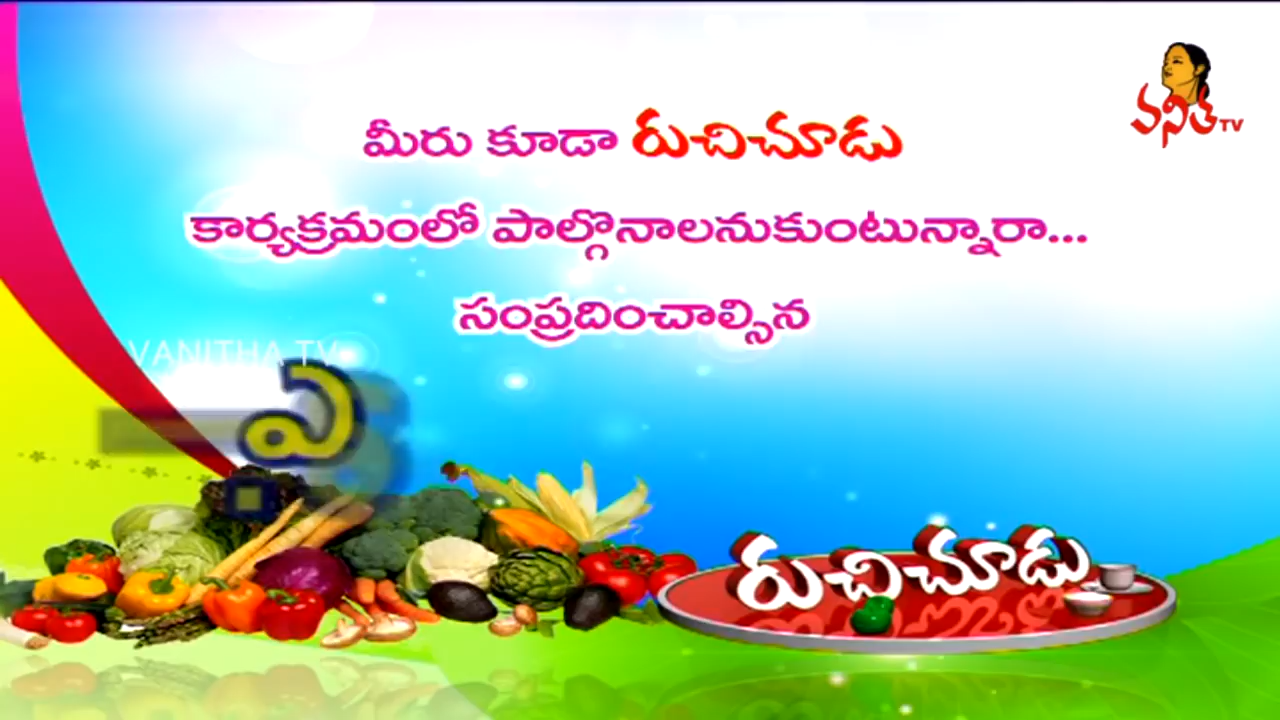 వనిత TV
మీరు కూడా రుచిచూడు
కార్యక్రమంలో పాల్గొనాలనుకుంటున్నారా...
సంప్రదించాల్సిన
VANITHA TV
రుచిచూడు